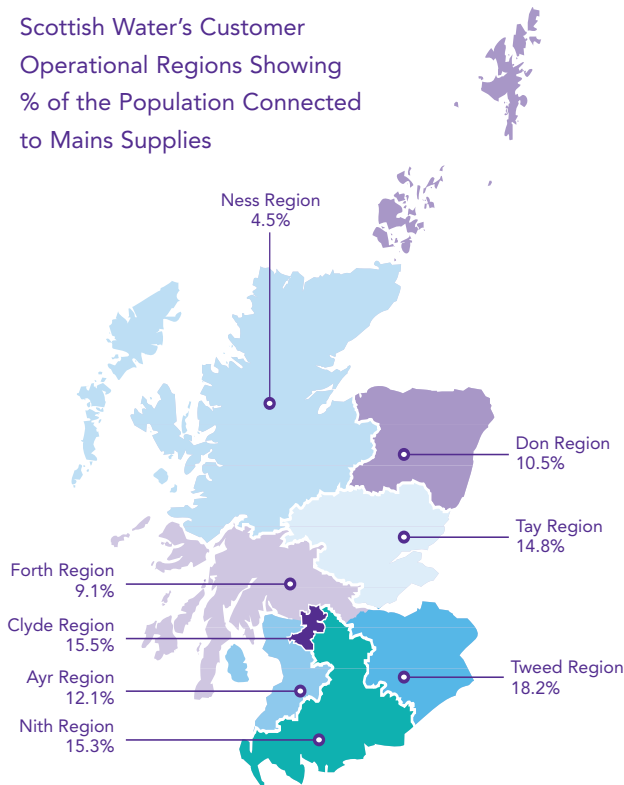 Scottish Water’s Customer
Operational Regions Showing
% of the Population Connected
to Mains Supplies
Ness Region
4.5%
Don Region
10.5%
Tay Region
14.8%
Forth Region
9.1%
Clyde Region
15.5%
Ayr Region
12.1%
Tweed Region
18.2%
Nith Region
15.3%